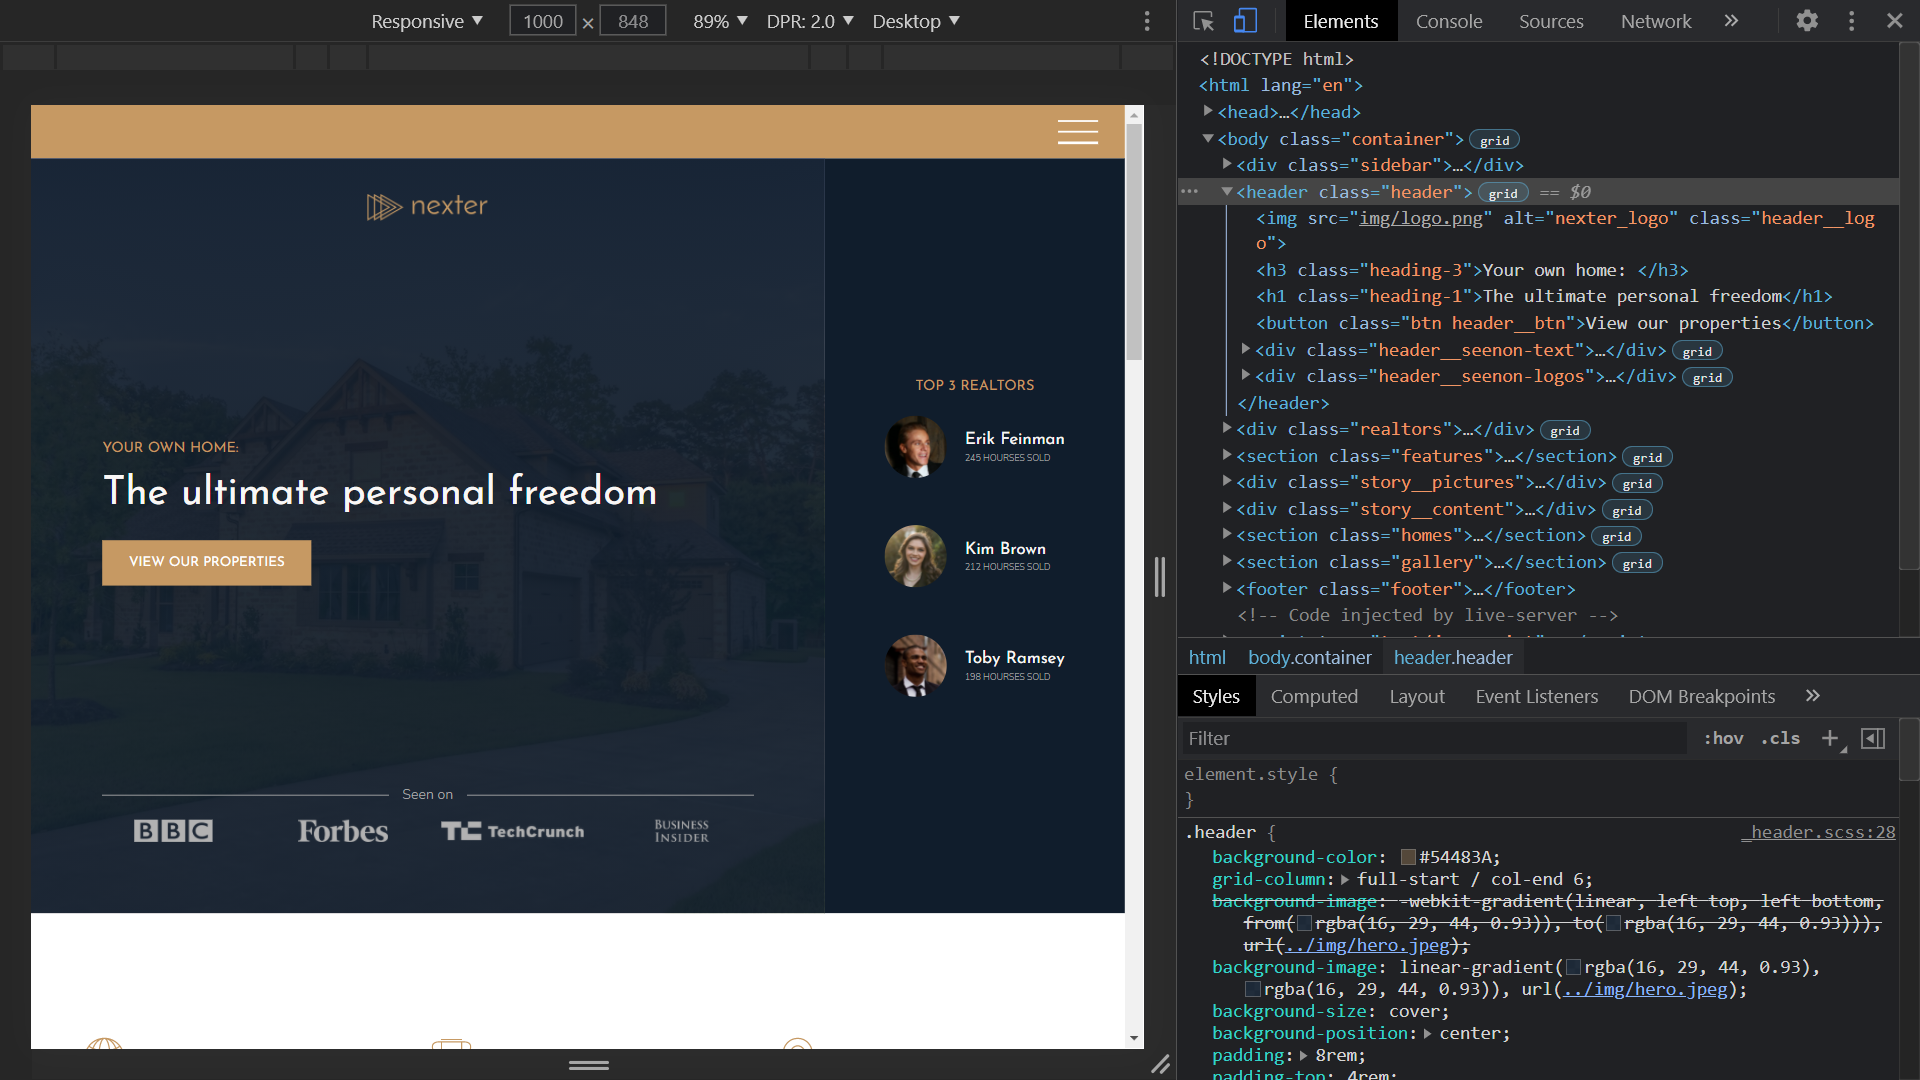 Responsive ▼ 1000 × 848 89% ▼ DPR: 2.0 ▼ Desktop ▼
nexter
YOUR OWN HOME:
The ultimate personal freedom
VIEW OUR PROPERTIES
Seen on
BBC Forbes TechCrunch BUSINESS INSIDER
TOP 3 REALTORS
Erik Feinman
245 HOURSES SOLD
Kim Brown
212 HOURSES SOLD
Toby Ramsey
198 HOURSES SOLD
Elements Console Sources Network »
<!DOCTYPE html>
<html lang="en">
<head>…</head>
<body class="container"> grid
<div class="sidebar">…</div>
<header class="header"> grid == $0
<img src="img/logo.png" alt="nexter_logo" class="header__log
o">
<h3 class="heading-3">Your own home: </h3>
<h1 class="heading-1">The ultimate personal freedom</h1>
<button class="btn header__btn">View our properties</button>
<div class="header__seenon-text">…</div> grid
<div class="header__seenon-logos">…</div> grid
</header>
<div class="realtors">…</div> grid
<section class="features">…</section> grid
<div class="story__pictures">…</div> grid
<div class="story__content">…</div> grid
<section class="homes">…</section> grid
<section class="gallery">…</section> grid
<footer class="footer">…</footer>
<!-- Code injected by live-server -->
html body.container header.header
Styles Computed Layout Event Listeners DOM Breakpoints »
Filter :hov .cls +
element.style {
}
.header { _header.scss:28
background-color: #54483A;
grid-column: full-start / col-end 6;
background-image: -webkit-gradient(linear, left top, left bottom,
from(rgba(16, 29, 44, 0.93)), to(rgba(16, 29, 44, 0.93))),
url(../img/hero.jpeg);
background-image: linear-gradient(rgba(16, 29, 44, 0.93),
rgba(16, 29, 44, 0.93)), url(../img/hero.jpeg);
background-size: cover;
background-position: center;
padding: 8rem;
padding-top: 4rem;